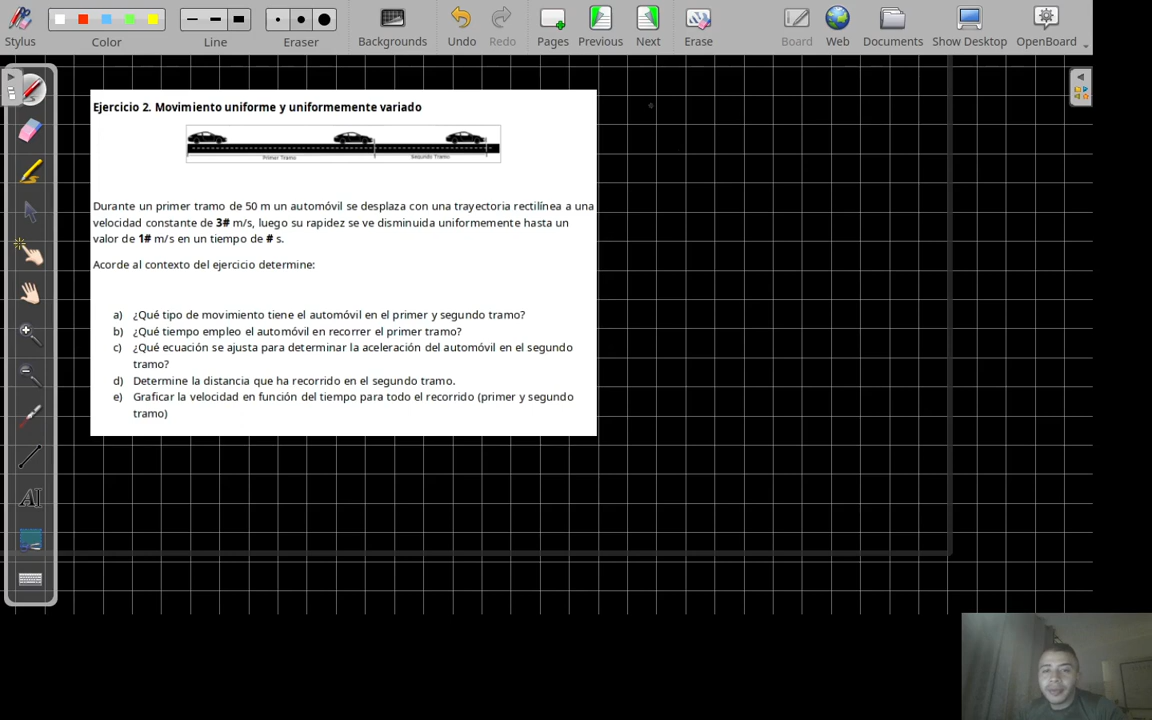 Stylus Color Line Eraser Backgrounds Undo Redo Pages Previous Next Erase Board Web Documents Show Desktop OpenBoard
Ejercicio 2. Movimiento uniforme y uniformemente variado
Primer Tramo Segundo Tramo
Durante un primer tramo de 50 m un automóvil se desplaza con una trayectoria rectilínea a una
velocidad constante de 3# m/s, luego su rapidez se ve disminuida uniformemente hasta un
valor de 1# m/s en un tiempo de # s.
Acorde al contexto del ejercicio determine:
a) ¿Qué tipo de movimiento tiene el automóvil en el primer y segundo tramo?
b) ¿Qué tiempo empleo el automóvil en recorrer el primer tramo?
c) ¿Qué ecuación se ajusta para determinar la aceleración del automóvil en el segundo
tramo?
d) Determine la distancia que ha recorrido en el segundo tramo.
e) Graficar la velocidad en función del tiempo para todo el recorrido (primer y segundo
tramo)
AI